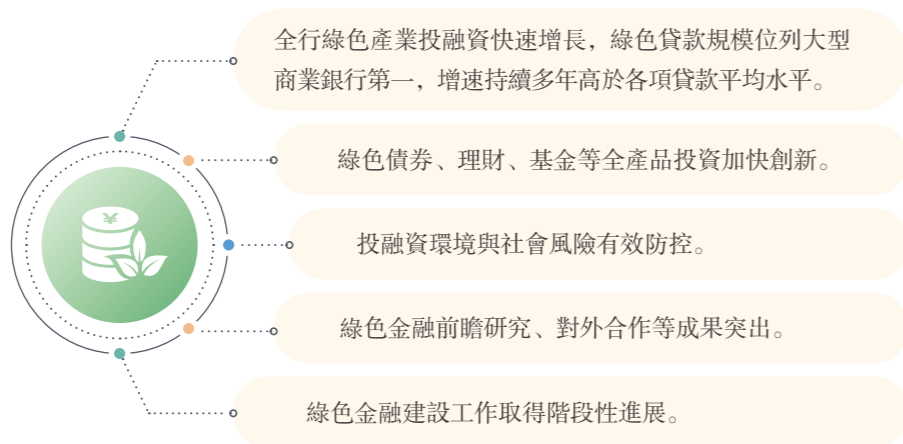 全行綠色產業投融資快速增長，綠色貸款規模位列大型
商業銀行第一，增速持續多年高於各項貸款平均水平。
綠色債券、理財、基金等全產品投資加快創新。
¥
投融資環境與社會風險有效防控。
綠色金融前瞻研究、對外合作等成果突出。
綠色金融建設工作取得階段性進展。